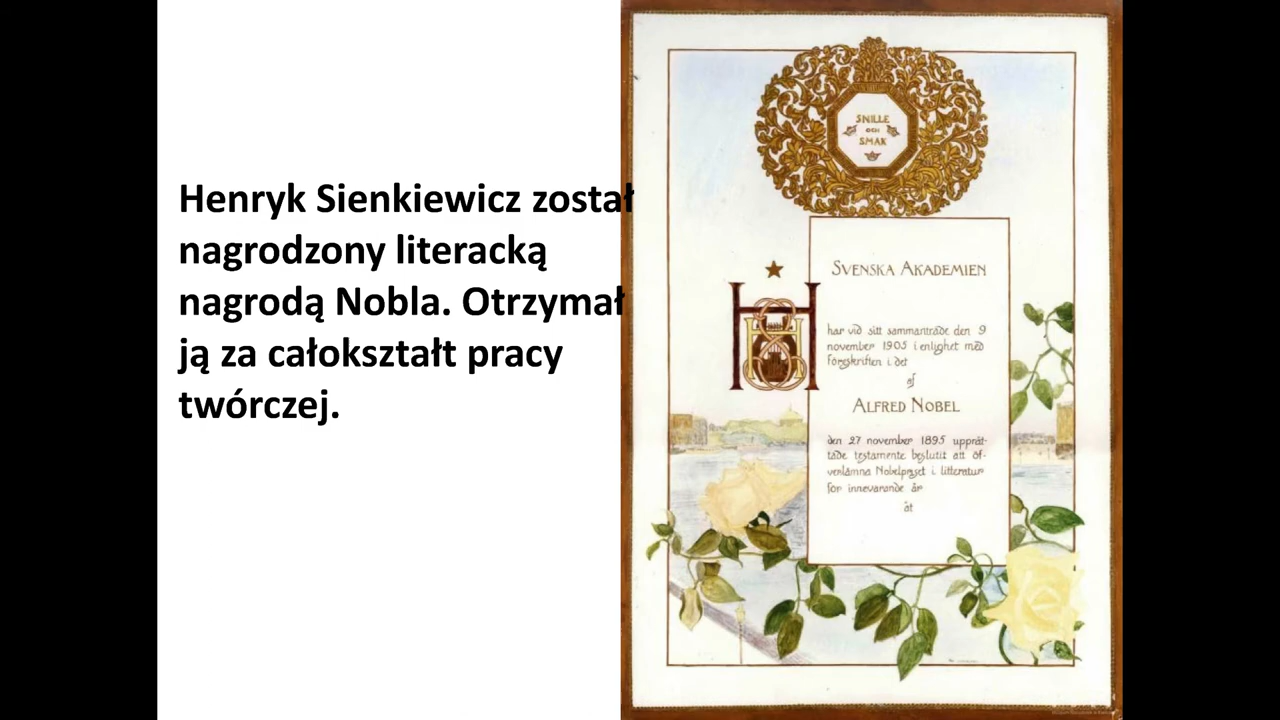 Henryk Sienkiewicz został
nagrodzony literacką
nagrodą Nobla. Otrzymał
ją za całokształt pracy
twórczej.
SNILLE
OCH
SMAK
SVENSKA AKADEMIEN
har vid sitt sammanträde den 9
november 1905 i enlighet med
föreskriften i det
af
ALFRED NOBEL
den 27 november 1895 upprät-
tade testamente beslutit att öf-
verlämna Nobelpriset i litteratur
för innevarande år
åt